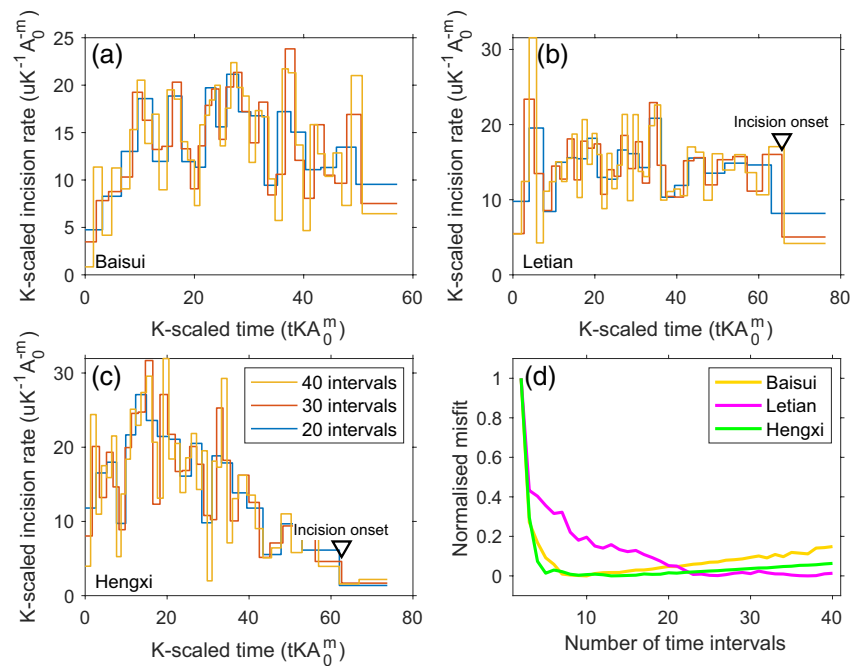 (a)
K-scaled incision rate (uK⁻¹A₀⁻ᵐ)
25
20
15
10
5
0
Baisui
0
20
40
60
K-scaled time (tKA₀ᵐ)
(b)
K-scaled incision rate (uK⁻¹A₀⁻ᵐ)
30
20
10
0
Incision onset
Letian
0
20
40
60
80
K-scaled time (tKA₀ᵐ)
(c)
K-scaled incision rate (uK⁻¹A₀⁻ᵐ)
30
20
10
0
40 intervals
30 intervals
20 intervals
Incision onset
Hengxi
0
20
40
60
80
K-scaled time (tKA₀ᵐ)
(d)
Normalised misfit
1
0.8
0.6
0.4
0.2
0
Baisui
Letian
Hengxi
10
20
30
40
Number of time intervals